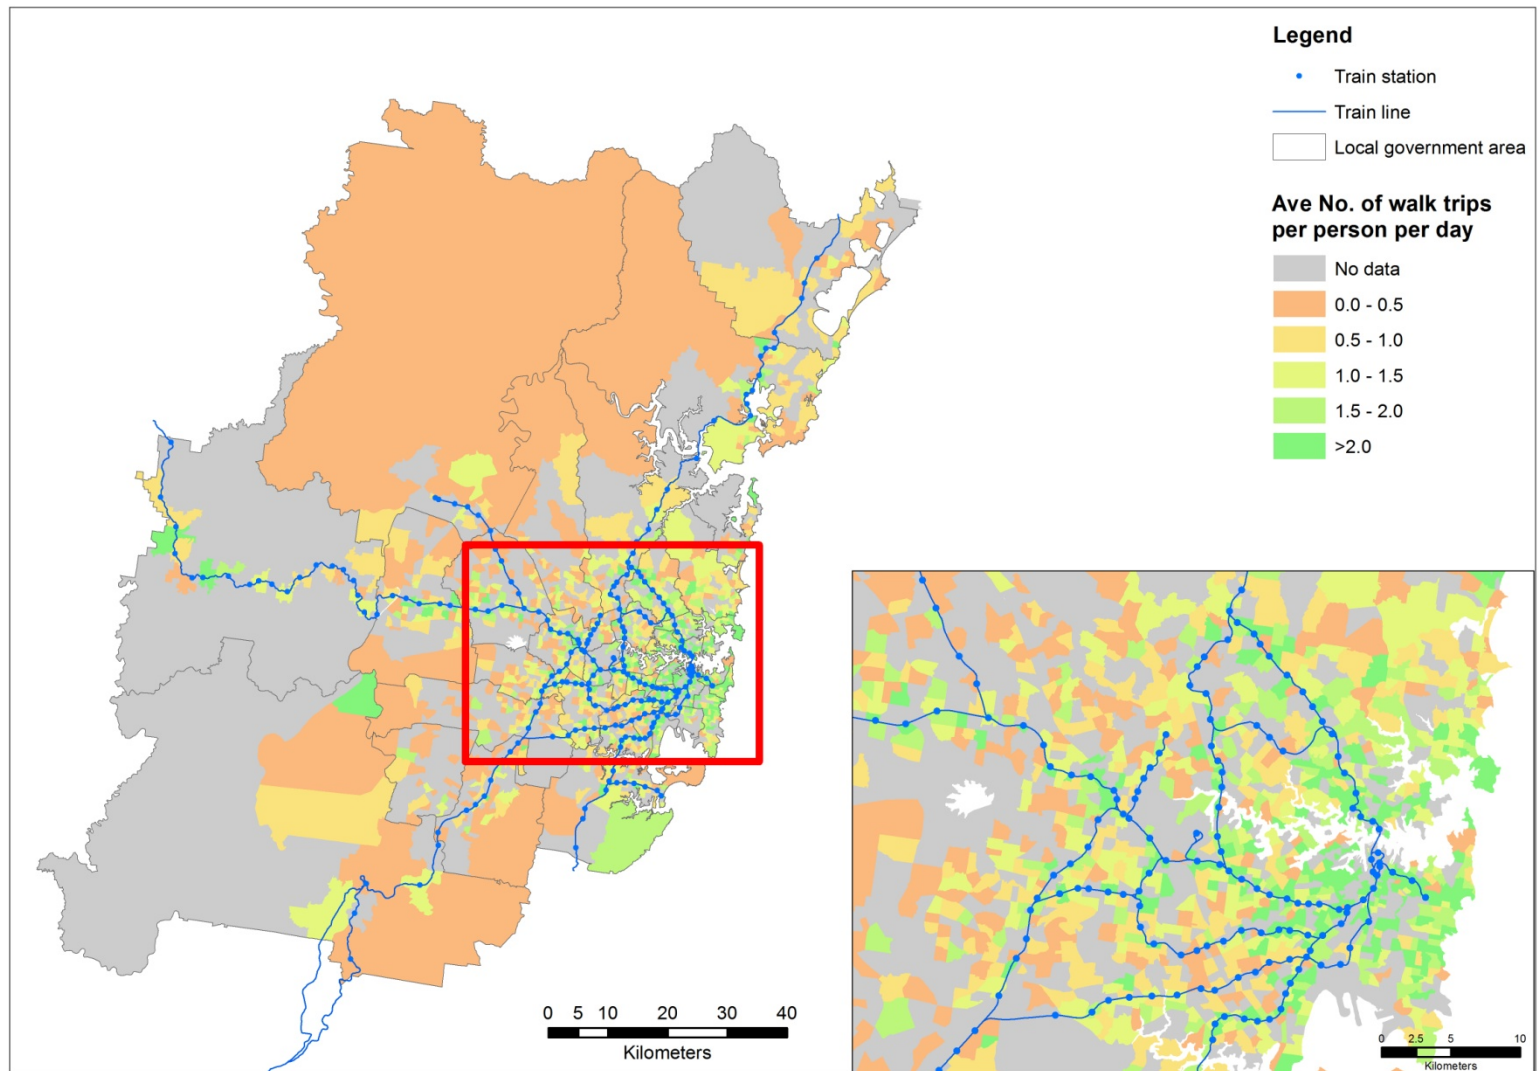 Legend
Train station
Train line
Local government area
Ave No. of walk trips
per person per day
No data
0.0 - 0.5
0.5 - 1.0
1.0 - 1.5
1.5 - 2.0
>2.0
0 5 10 20 30 40
Kilometers
0 2.5 5 10
Kilometers